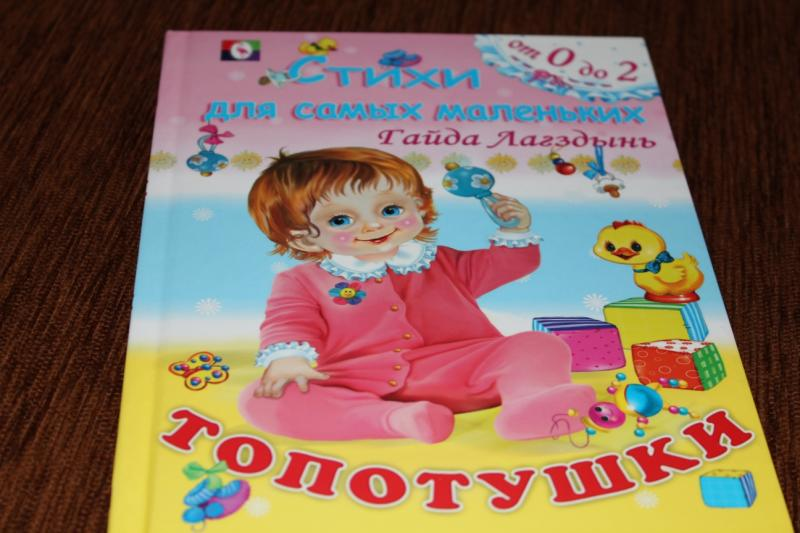 от 0 до 2
Стихи
для самых маленьких
Гайда Лагздынь
ТОПОТУШКИ